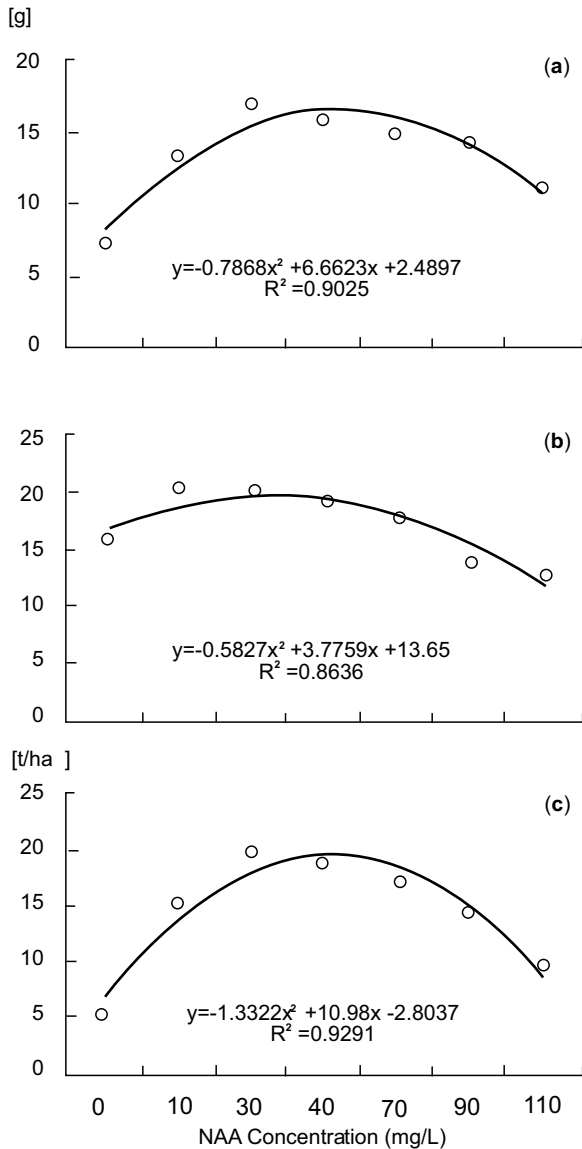 [g]
(a)
20
15
10
5
0
y=-0.7868x² +6.6623x +2.4897
R² =0.9025
(b)
25
20
15
10
5
0
y=-0.5827x² +3.7759x +13.65
R² =0.8636
[t/ha ]
(c)
25
20
15
10
5
0
y=-1.3322x² +10.98x -2.8037
R² =0.9291
0 10 30 40 70 90 110
NAA Concentration (mg/L)